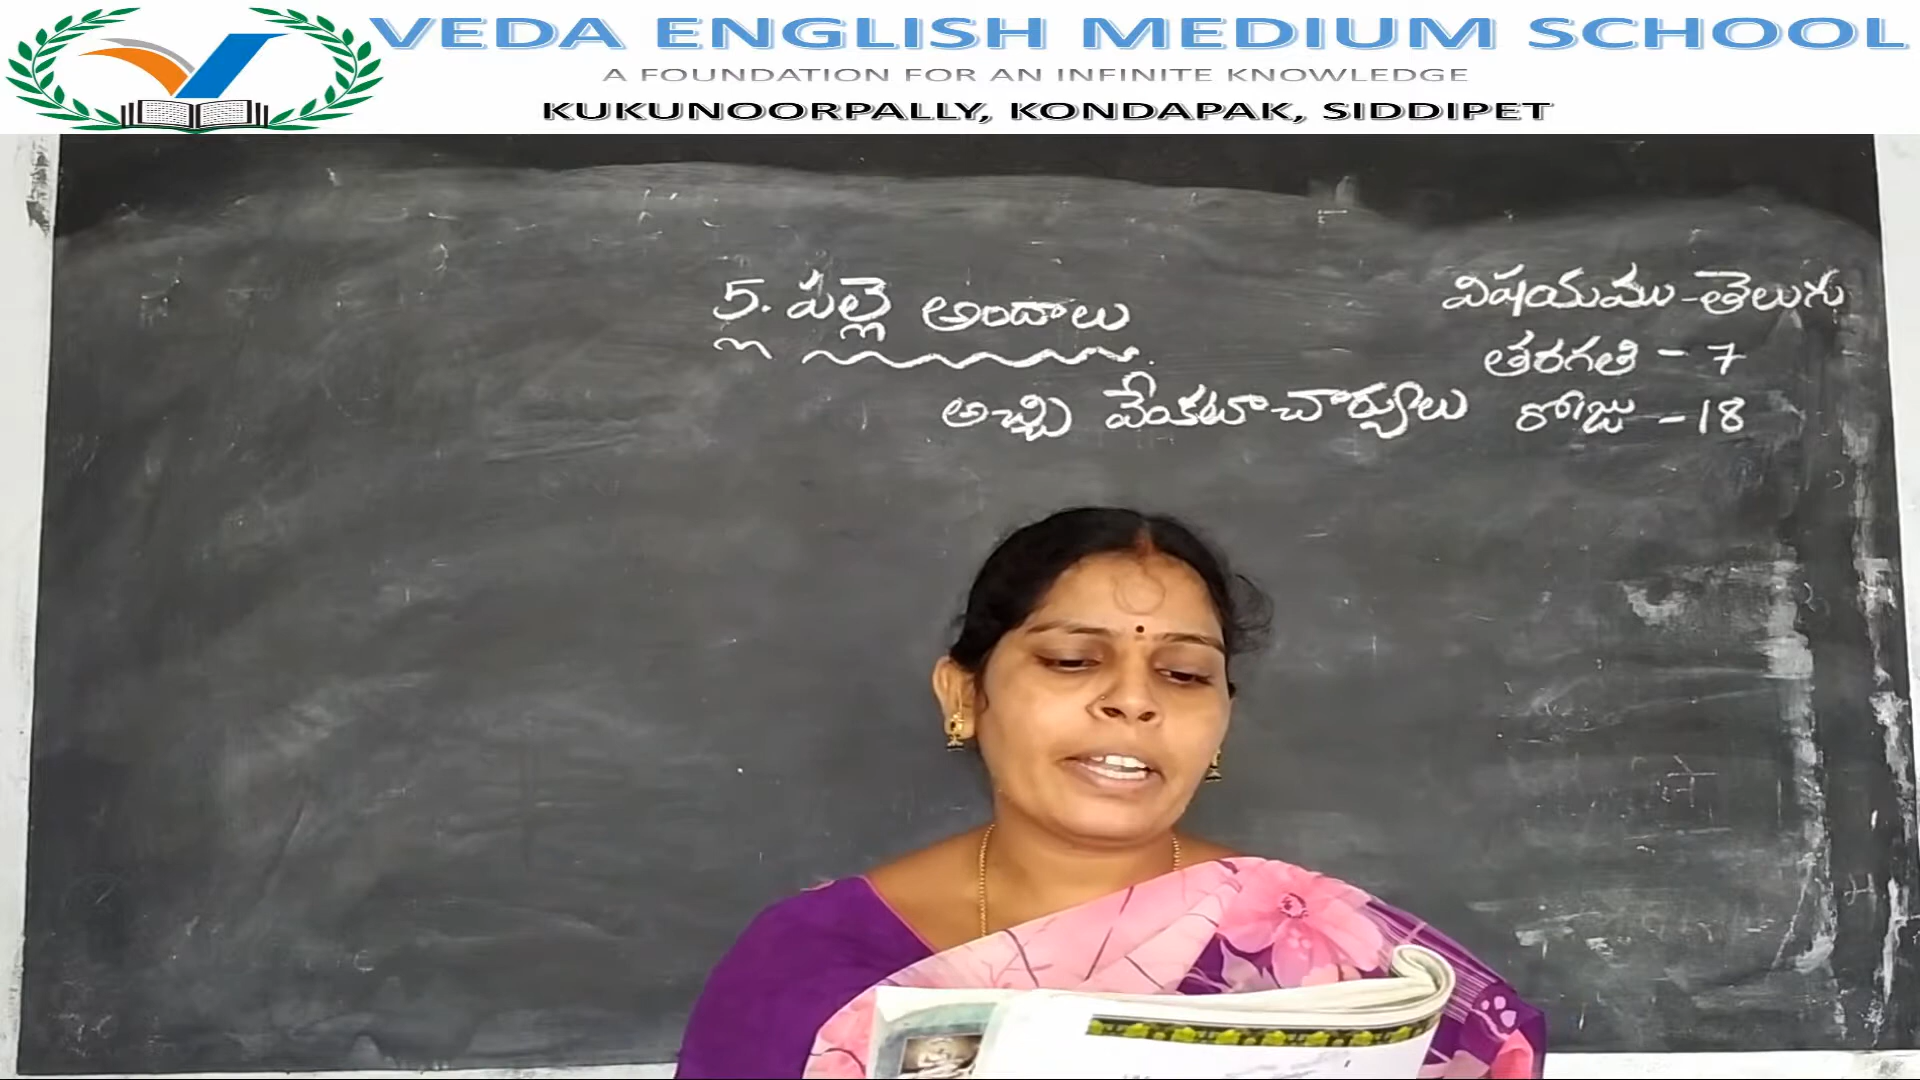 VEDA ENGLISH MEDIUM SCHOOL
A FOUNDATION FOR AN INFINITE KNOWLEDGE
KUKUNOORPALLY, KONDAPAK, SIDDIPET
5. పల్లె అందాలు
అచ్చి వేంకటాచార్యులు
విషయము - తెలుగు
తరగతి - 7
రోజు - 18